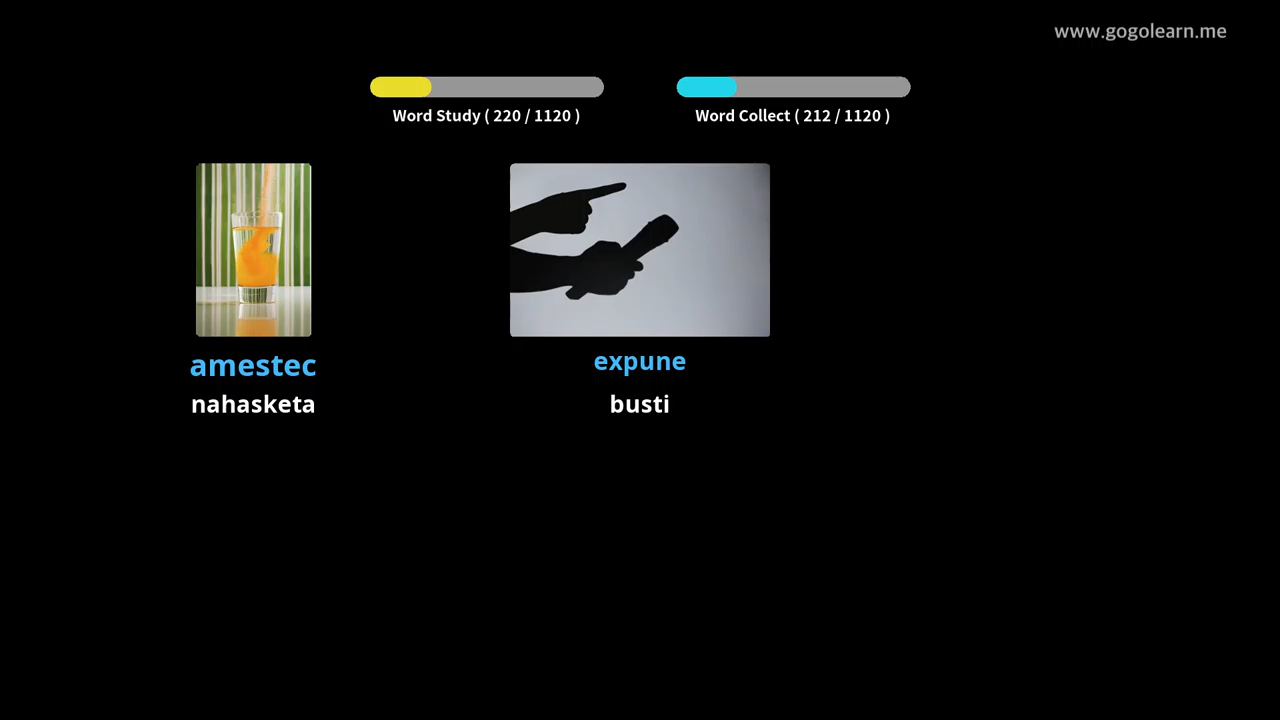 www.gogolearn.me
Word Study ( 220 / 1120 )
Word Collect ( 212 / 1120 )
amestec
nahasketa
expune
busti